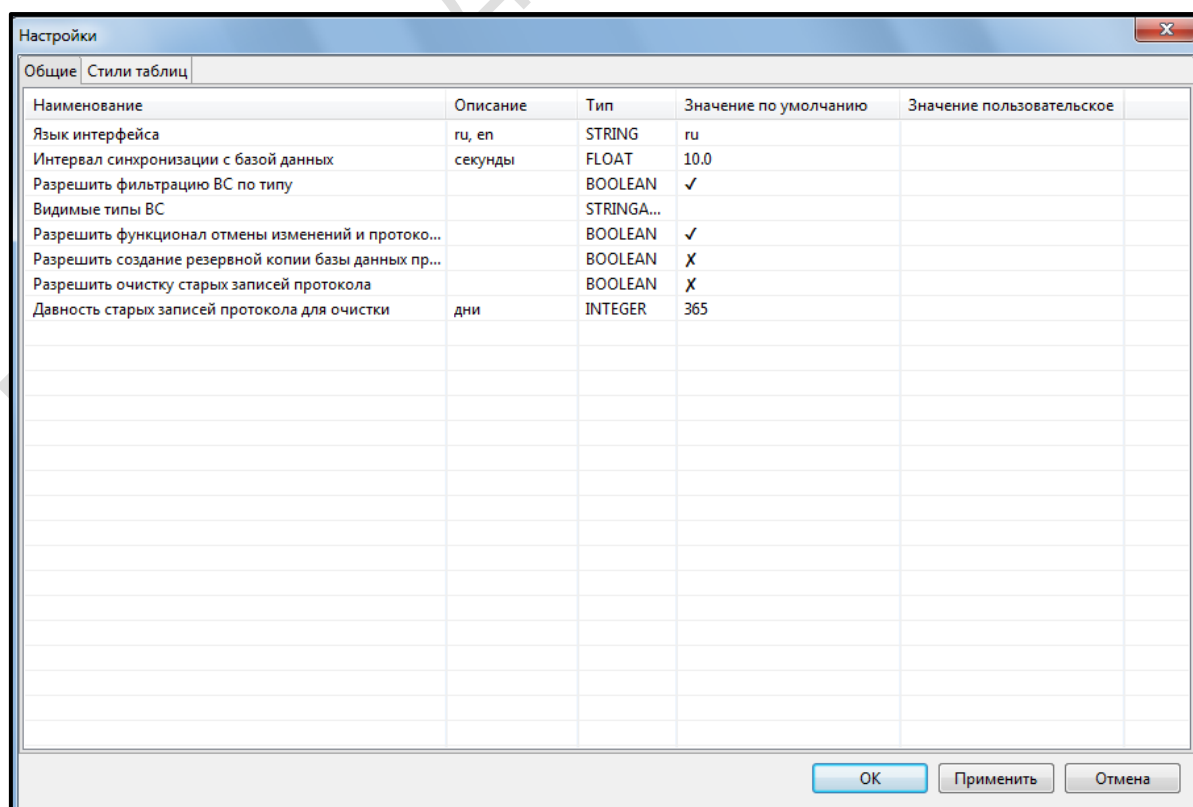 Настройки
Общие Стили таблиц
Наименование Описание Тип Значение по умолчанию Значение пользовательское
Язык интерфейса ru, en STRING ru
Интервал синхронизации с базой данных секунды FLOAT 10.0
Разрешить фильтрацию ВС по типу BOOLEAN ✓
Видимые типы ВС STRINGA...
Разрешить функционал отмены изменений и протоко... BOOLEAN ✓
Разрешить создание резервной копии базы данных пр... BOOLEAN ✗
Разрешить очистку старых записей протокола BOOLEAN ✗
Давность старых записей протокола для очистки дни INTEGER 365
ОК Применить Отмена